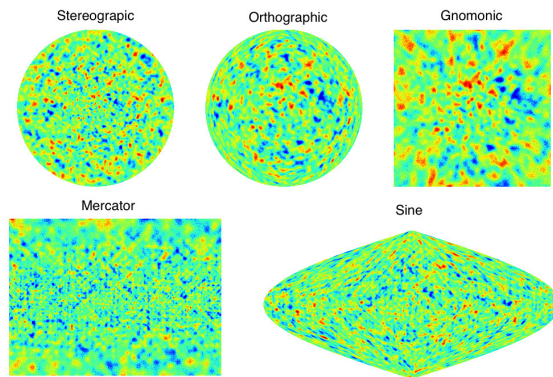 Stereograpic
Orthographic
Gnomonic
Mercator
Sine